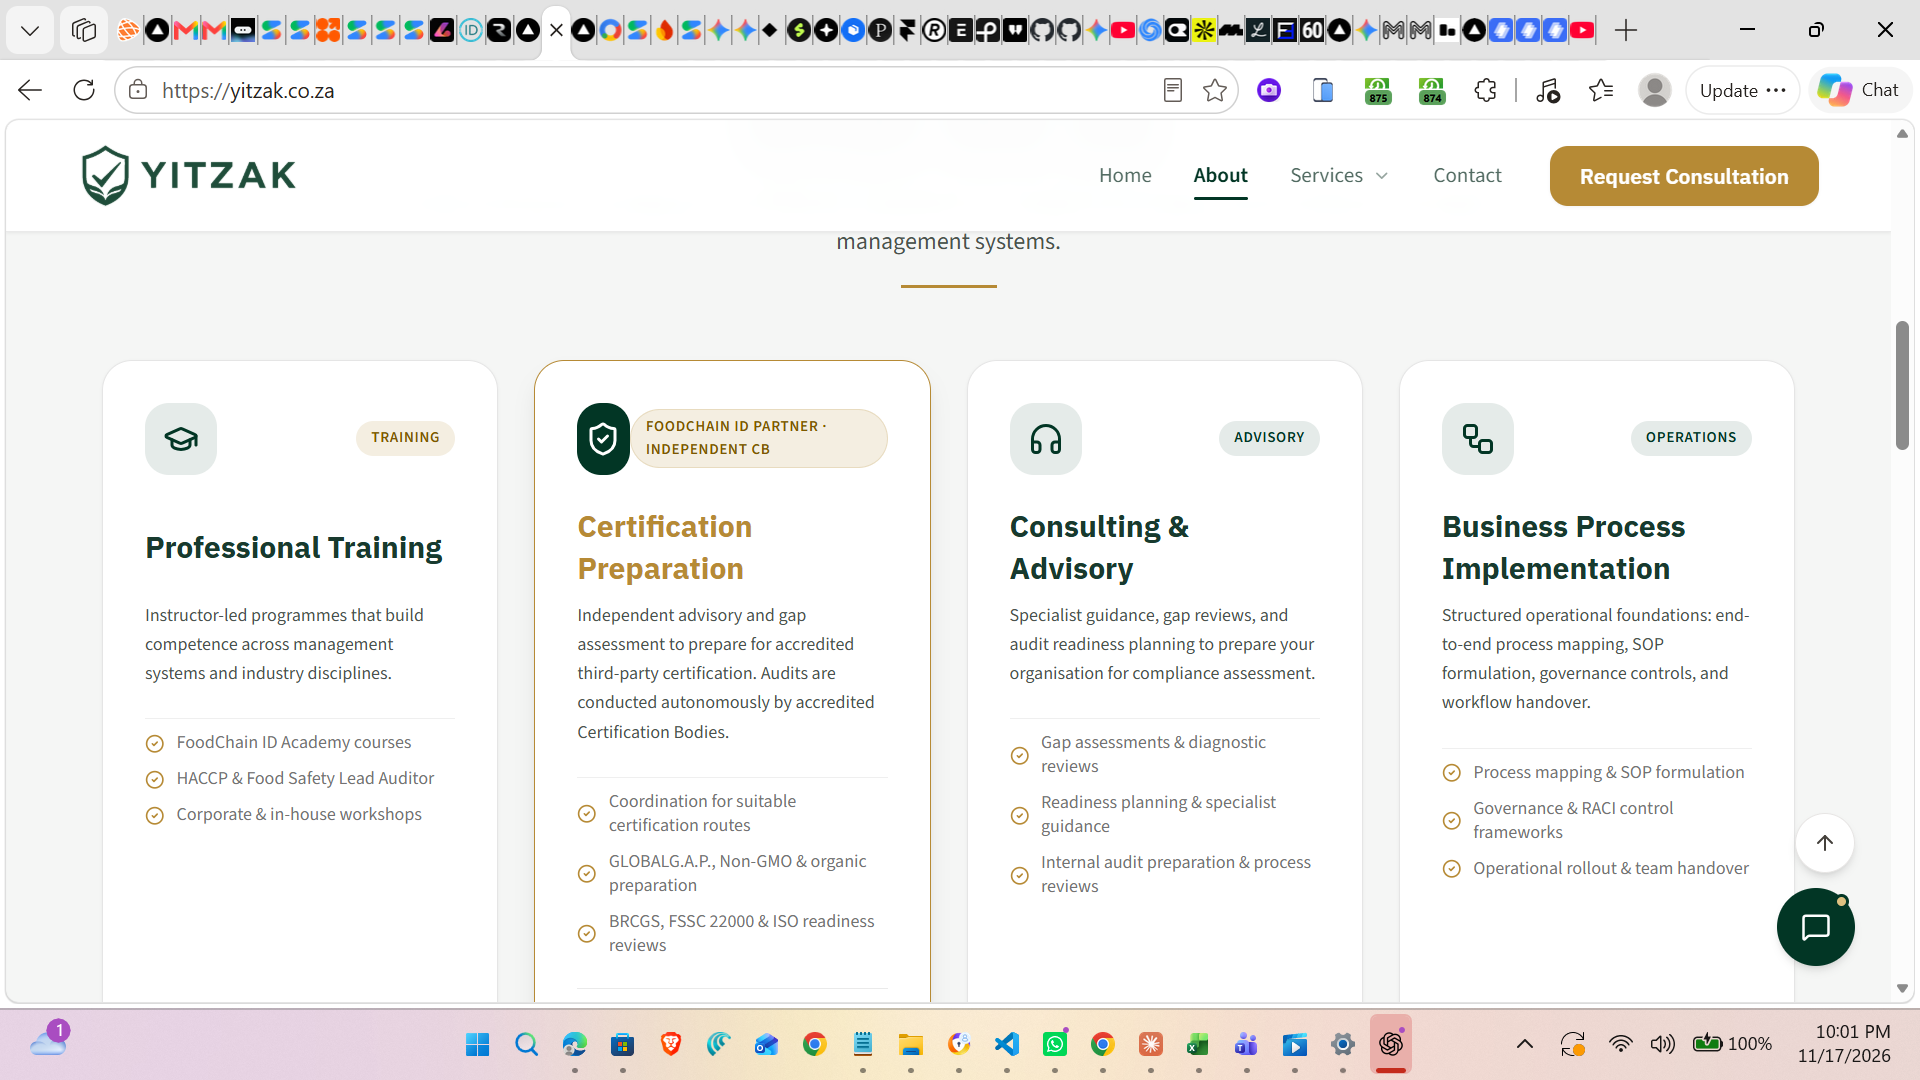 https://yitzak.co.za
875
874
Update
Chat
YITZAK
Home
About
Services
Contact
Request Consultation
management systems.
TRAINING
Professional Training
Instructor-led programmes that build
competence across management
systems and industry disciplines.
FoodChain ID Academy courses
HACCP & Food Safety Lead Auditor
Corporate & in-house workshops
FOODCHAIN ID PARTNER ·
INDEPENDENT CB
Certification
Preparation
Independent advisory and gap
assessment to prepare for accredited
third-party certification. Audits are
conducted autonomously by accredited
Certification Bodies.
Coordination for suitable
certification routes
GLOBALG.A.P., Non-GMO & organic
preparation
BRCGS, FSSC 22000 & ISO readiness
reviews
ADVISORY
Consulting &
Advisory
Specialist guidance, gap reviews, and
audit readiness planning to prepare your
organisation for compliance assessment.
Gap assessments & diagnostic
reviews
Readiness planning & specialist
guidance
Internal audit preparation & process
reviews
OPERATIONS
Business Process
Implementation
Structured operational foundations: end-
to-end process mapping, SOP
formulation, governance controls, and
workflow handover.
Process mapping & SOP formulation
Governance & RACI control
frameworks
Operational rollout & team handover
1
100%
10:01 PM
11/17/2026